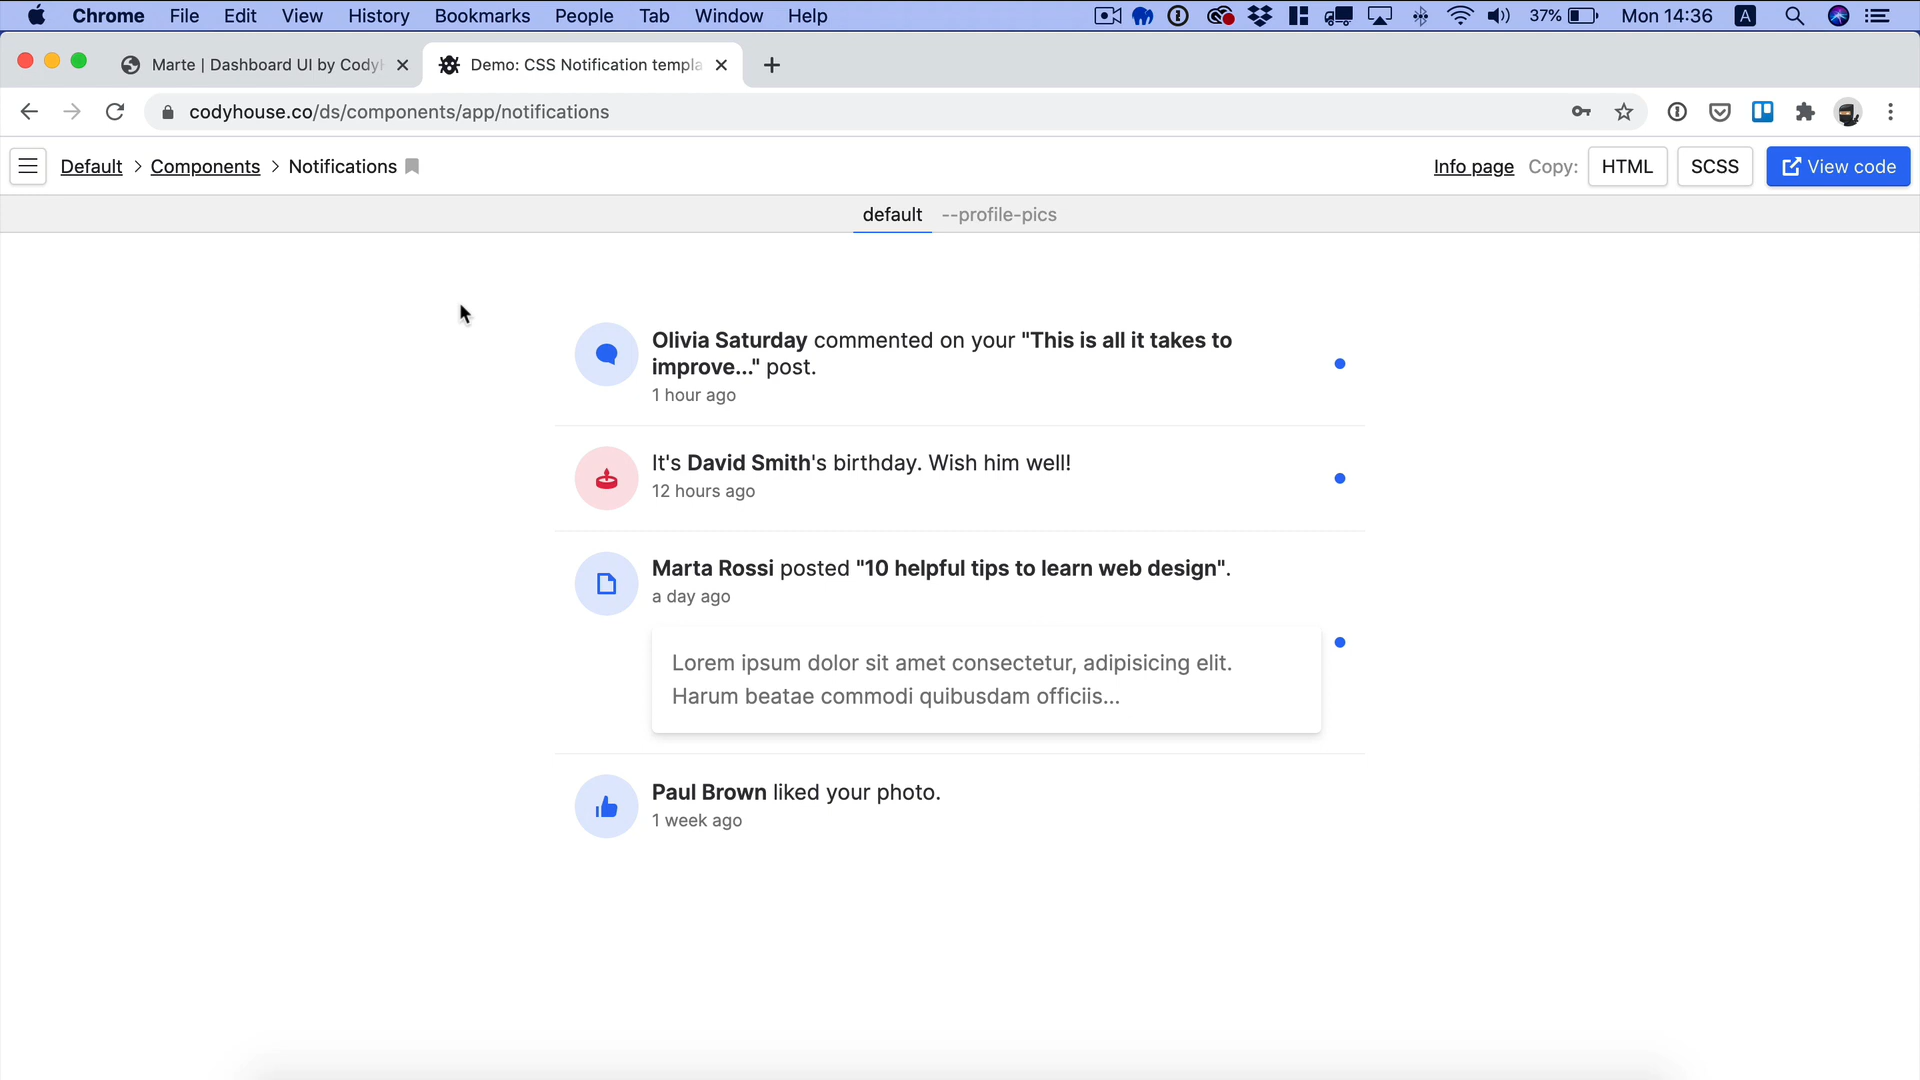 Chrome File Edit View History Bookmarks People Tab Window Help 37% Mon 14:36 A
Marte | Dashboard UI by Cody
Demo: CSS Notification templa
codyhouse.co/ds/components/app/notifications
Default > Components > Notifications
Info page Copy: HTML SCSS View code
default --profile-pics
Olivia Saturday commented on your "This is all it takes to
improve..." post.
1 hour ago
It's David Smith's birthday. Wish him well!
12 hours ago
Marta Rossi posted "10 helpful tips to learn web design".
a day ago
Lorem ipsum dolor sit amet consectetur, adipisicing elit.
Harum beatae commodi quibusdam officiis...
Paul Brown liked your photo.
1 week ago